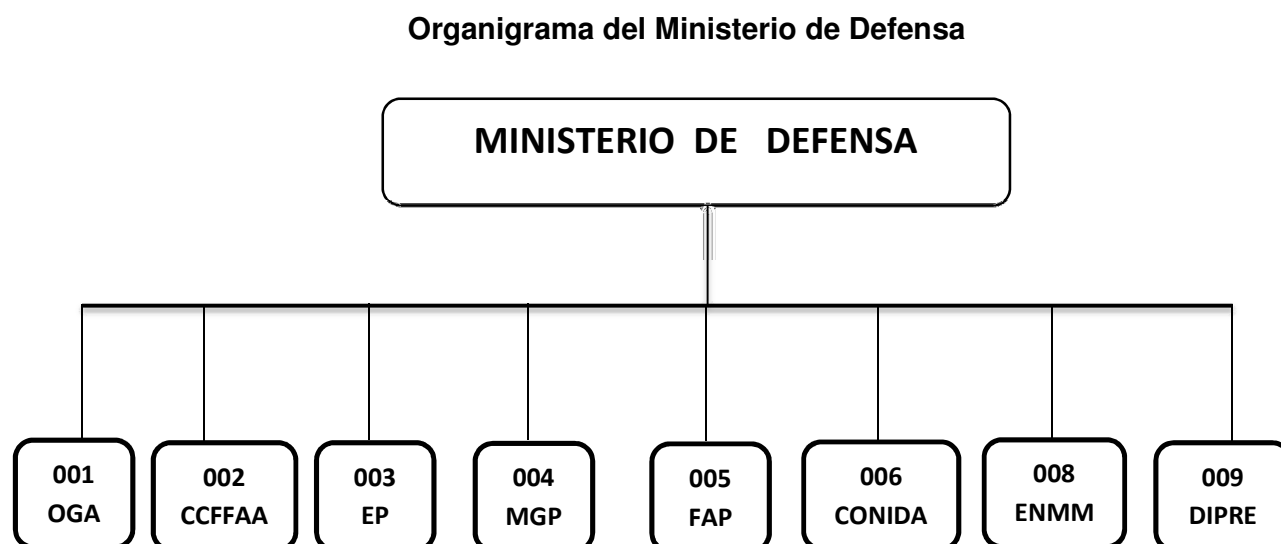 Organigrama del Ministerio de Defensa
MINISTERIO DE DEFENSA
001
OGA
002
CCFFAA
003
EP
004
MGP
005
FAP
006
CONIDA
008
ENMM
009
DIPRE